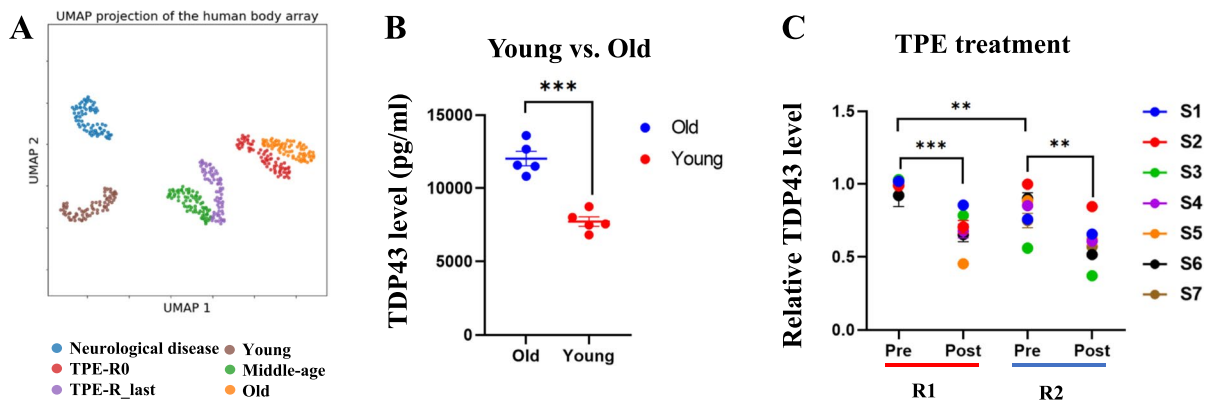 A
UMAP projection of the human body array
UMAP 2
UMAP 1
Neurological disease
Young
TPE-R0
Middle-age
TPE-R_last
Old
B
Young vs. Old
TDP43 level (pg/ml)
15000
10000
5000
0
***
Old
Young
Old
Young
C
TPE treatment
Relative TDP43 level
1.5
1.0
0.5
0.0
**
***
**
Pre
Post
Pre
Post
R1
R2
S1
S2
S3
S4
S5
S6
S7